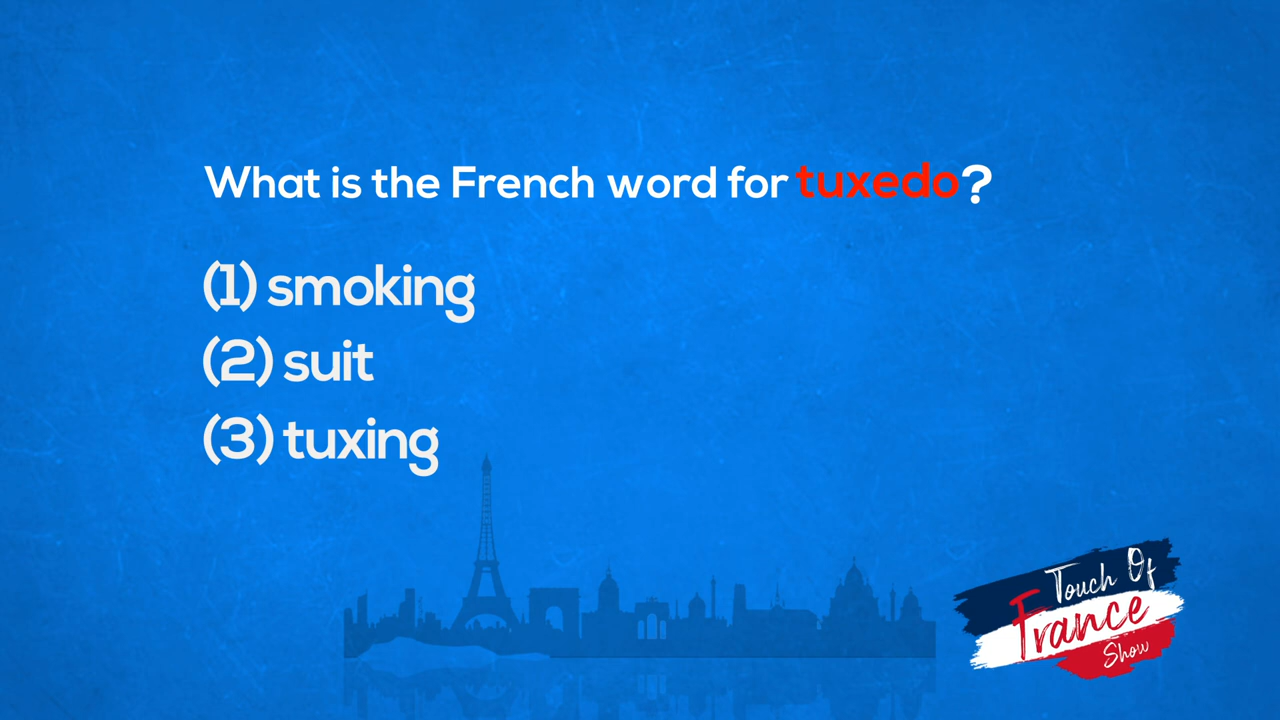 What is the French word for tuxedo?
(1) smoking
(2) suit
(3) tuxing
Touch Of
France
Show